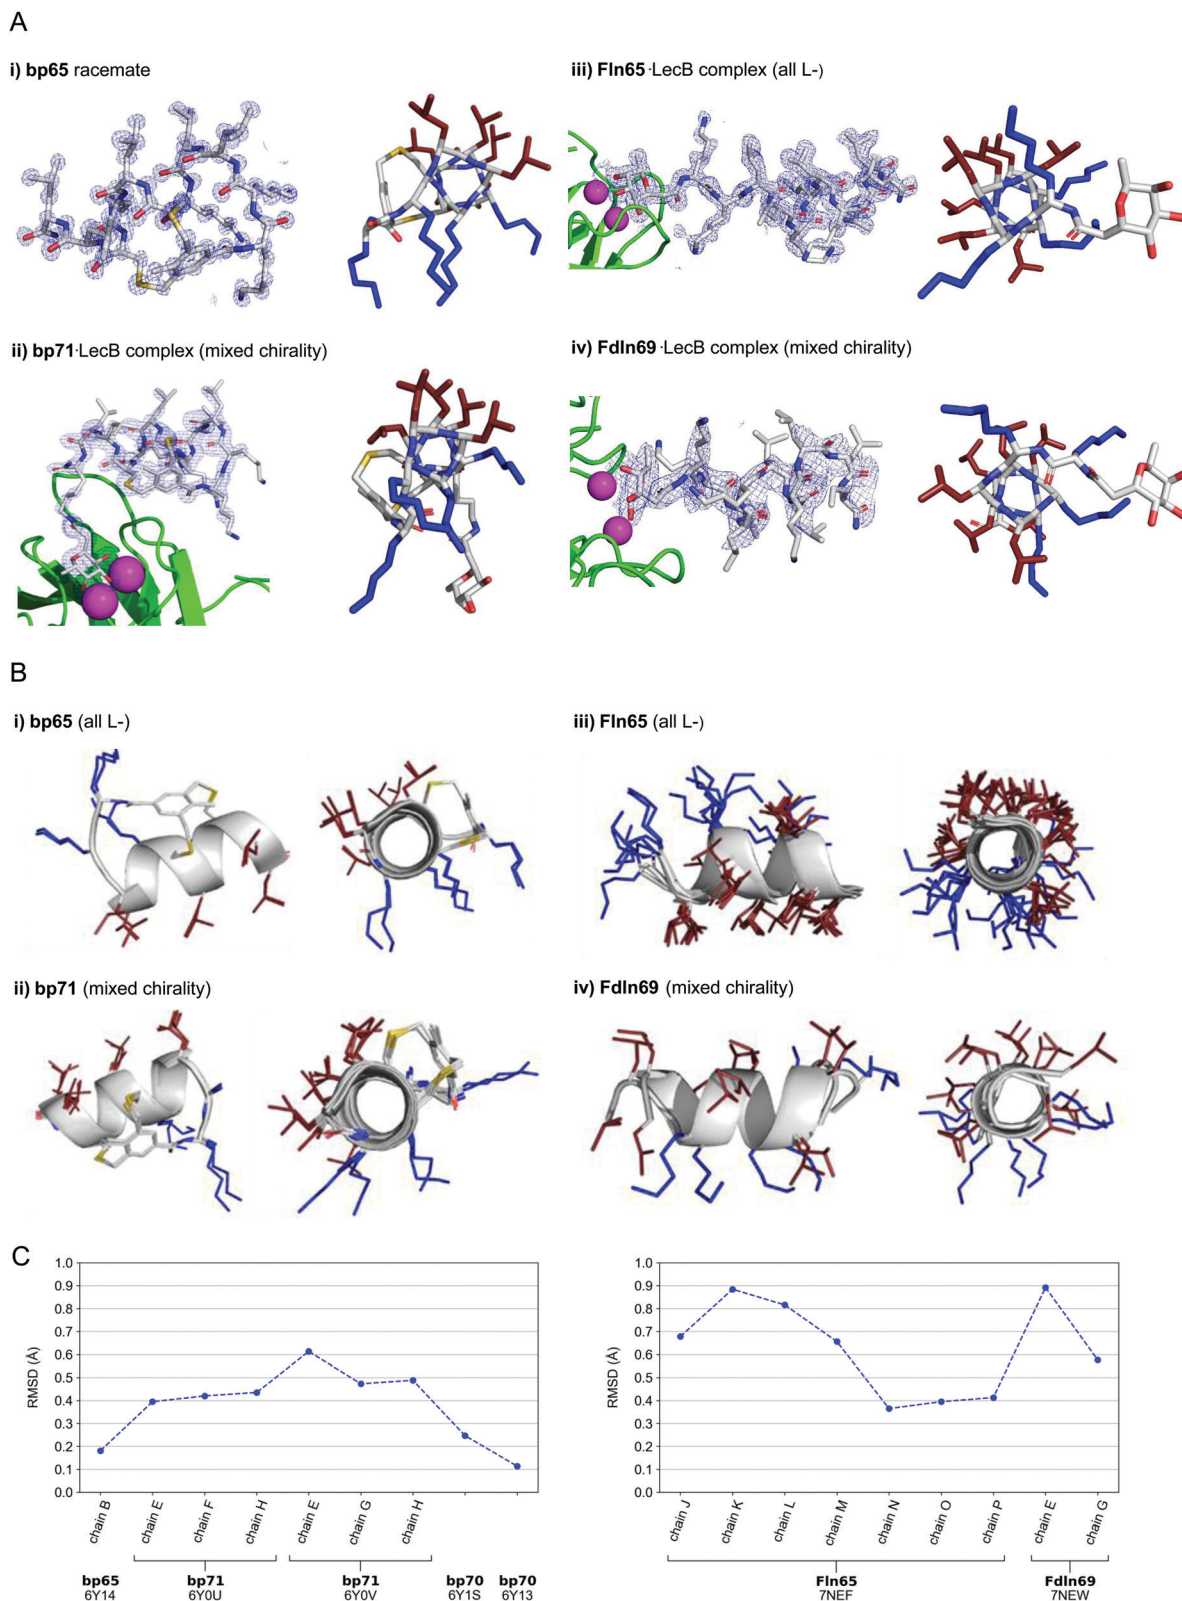 A
i) bp65 racemate
iii) Fln65·LecB complex (all L-)
ii) bp71·LecB complex (mixed chirality)
iv) FdIn69·LecB complex (mixed chirality)
B
i) bp65 (all L-)
iii) Fln65 (all L-)
ii) bp71 (mixed chirality)
iv) FdIn69 (mixed chirality)
C
RMSD (Å)
1.0
0.9
0.8
0.7
0.6
0.5
0.4
0.3
0.2
0.1
0.0
chain B
chain E
chain F
chain H
chain E
chain G
chain H
bp65
6Y14
bp71
6Y0U
bp71
6Y0V
bp70
6Y1S
bp70
6Y13
RMSD (Å)
1.0
0.9
0.8
0.7
0.6
0.5
0.4
0.3
0.2
0.1
0.0
chain J
chain K
chain L
chain M
chain N
chain O
chain P
chain E
chain G
Fln65
7NEF
FdIn69
7NEW